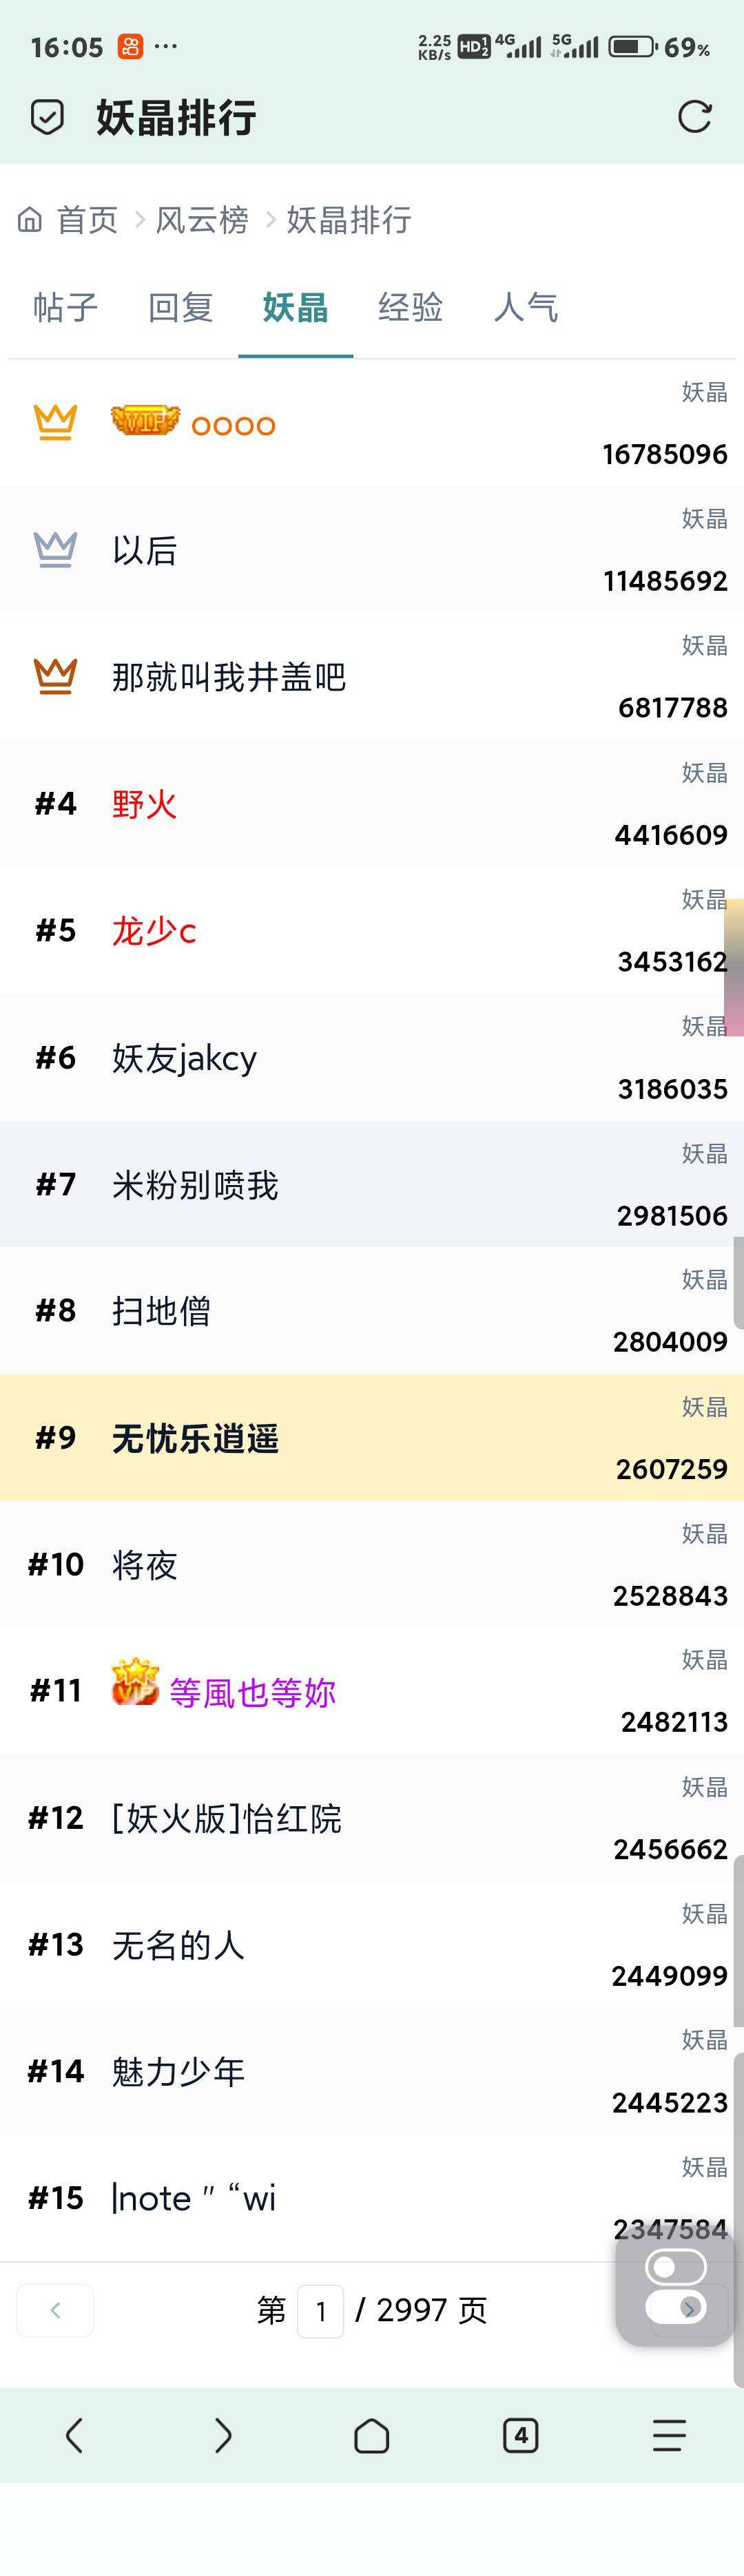 16:05 ··· 2.25 KB/s HD 1 2 4G 5G 69%
妖晶排行
首页 > 风云榜 > 妖晶排行
帖子 回复 妖晶 经验 人气
妖晶
VIP oooo
16785096
妖晶
以后
11485692
妖晶
那就叫我井盖吧
6817788
妖晶
#4 野火
4416609
妖晶
#5 龙少c
3453162
妖晶
#6 妖友jakcy
3186035
妖晶
#7 米粉别喷我
2981506
妖晶
#8 扫地僧
2804009
妖晶
#9 无忧乐逍遥
2607259
妖晶
#10 将夜
2528843
妖晶
#11 VIP 等風也等妳
2482113
妖晶
#12 [妖火版]怡红院
2456662
妖晶
#13 无名的人
2449099
妖晶
#14 魅力少年
2445223
妖晶
#15 |note ″ “wi
2347584
第 1 / 2997 页
4